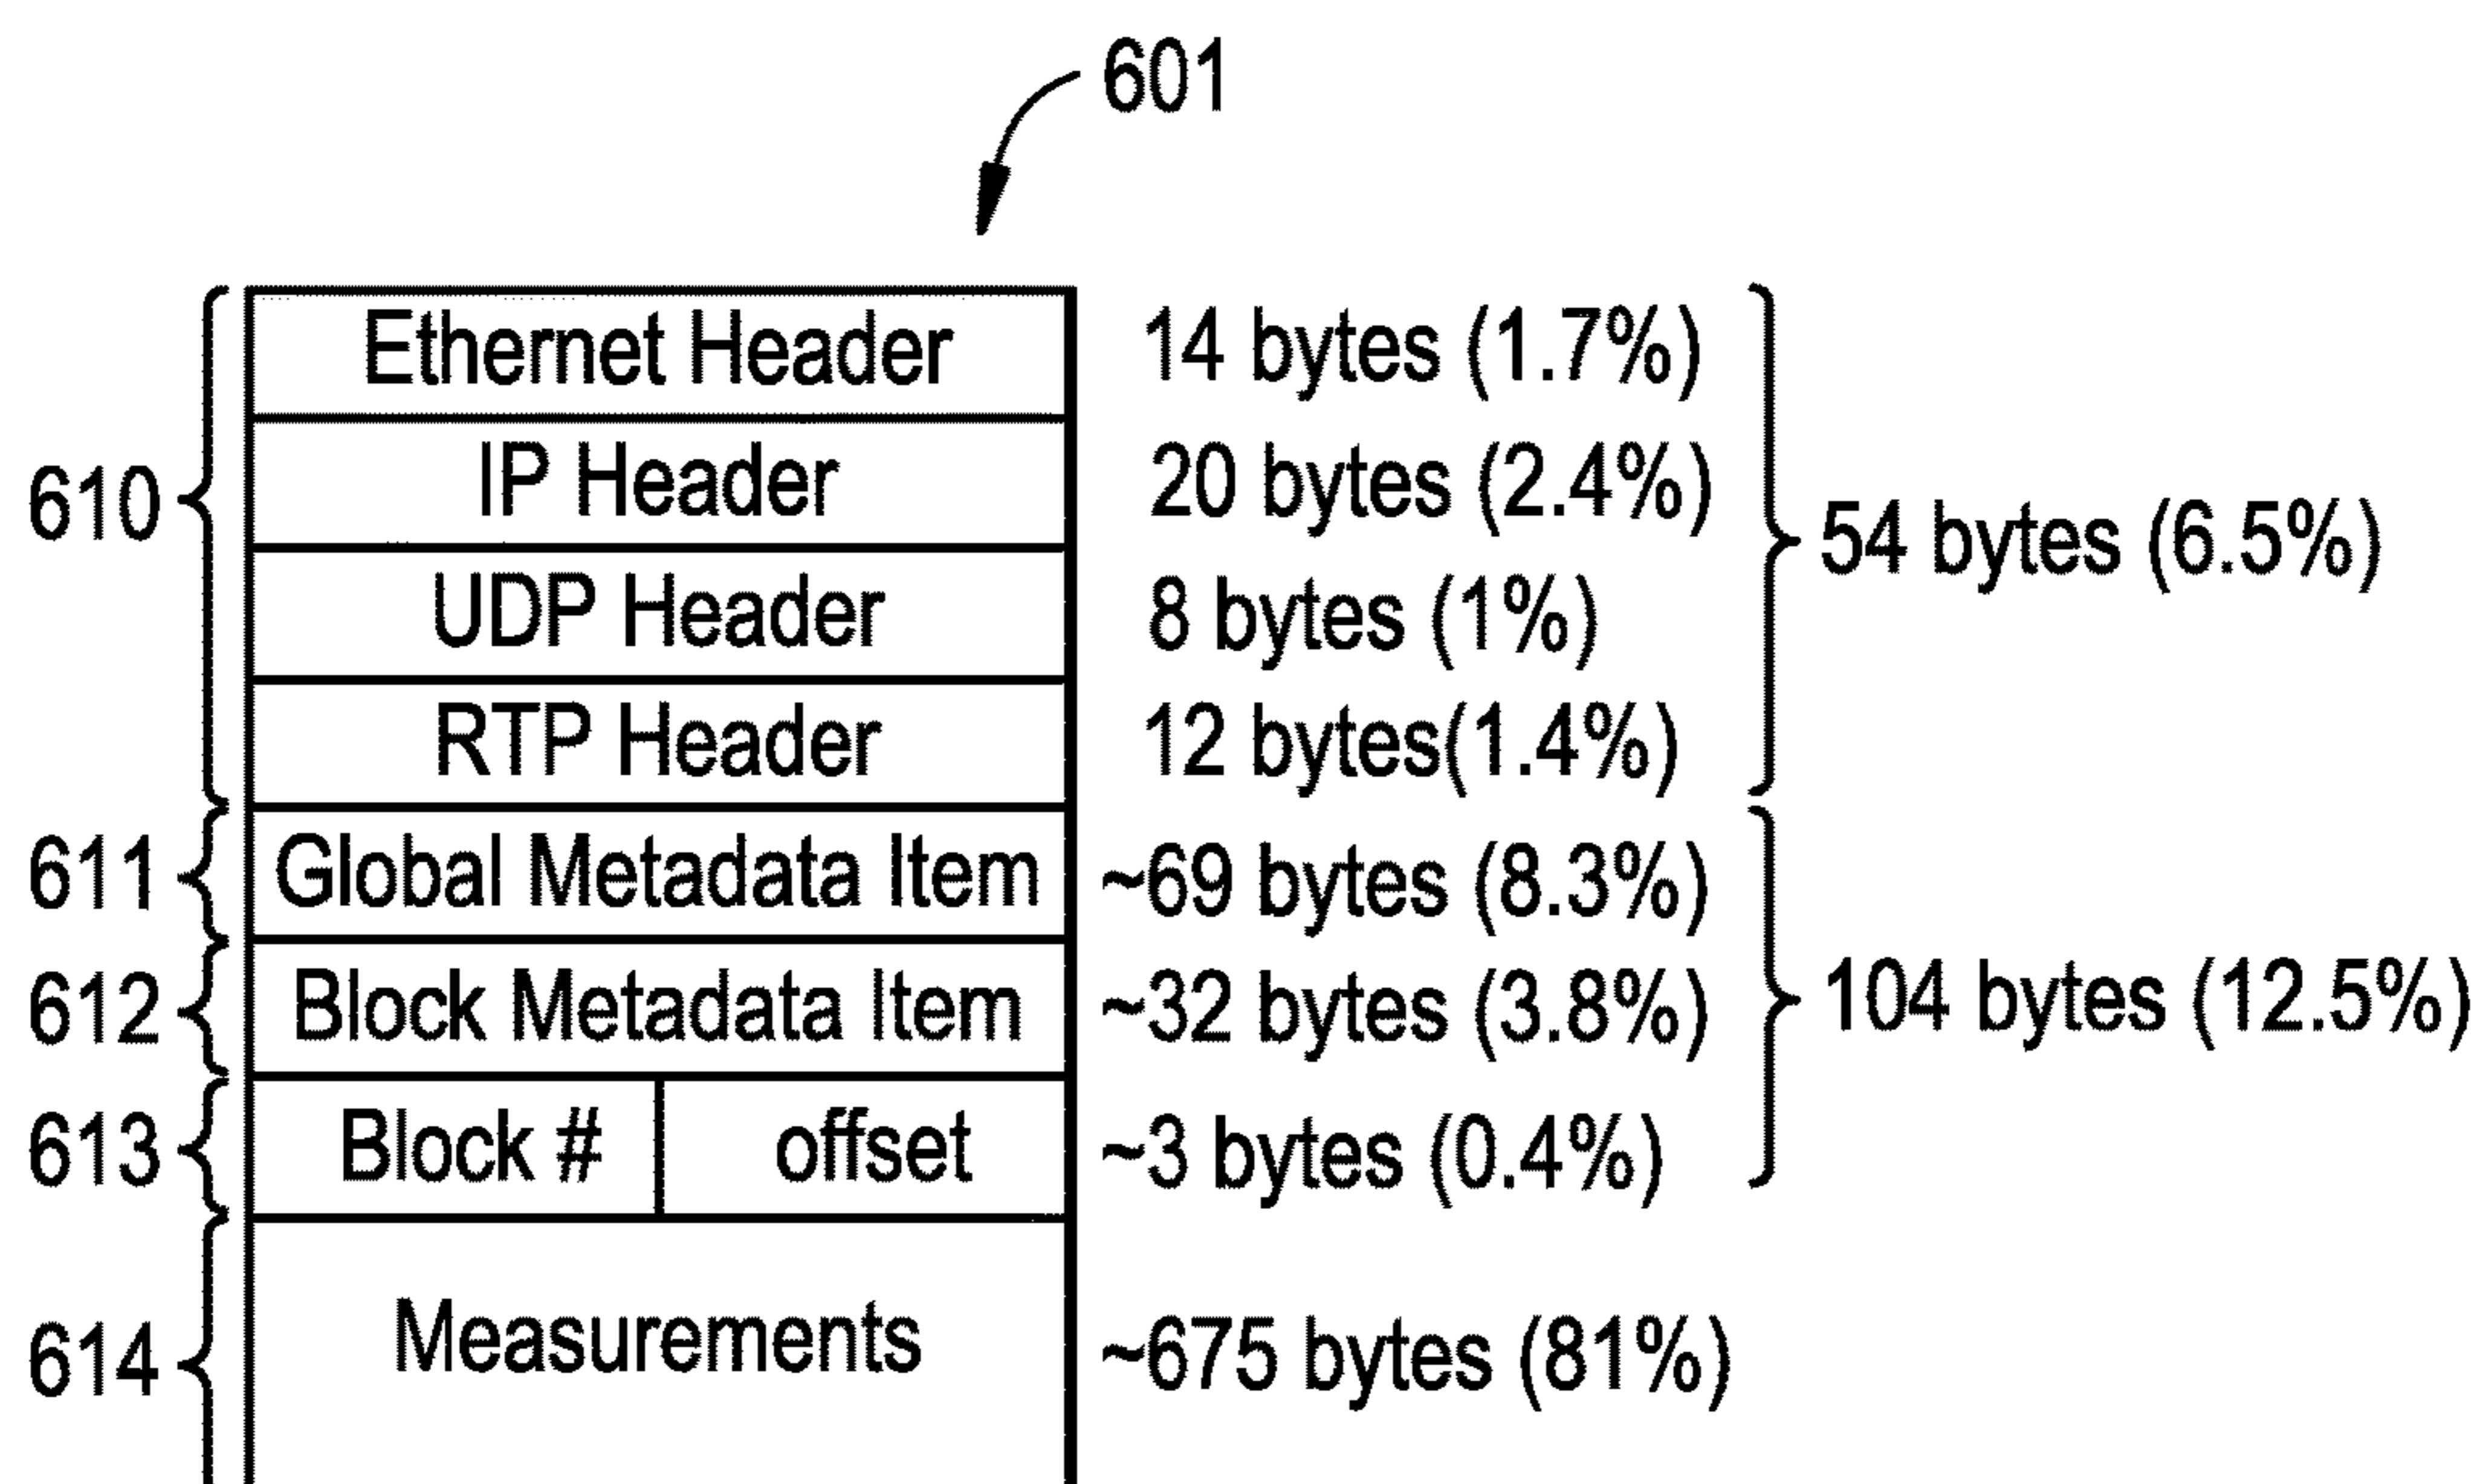 601
Ethernet Header 14 bytes (1.7%)
IP Header 20 bytes (2.4%)
610 54 bytes (6.5%)
UDP Header 8 bytes (1%)
RTP Header 12 bytes(1.4%)
611 Global Metadata Item ~69 bytes (8.3%)
612 Block Metadata Item ~32 bytes (3.8%) 104 bytes (12.5%)
613 Block # offset ~3 bytes (0.4%)
614 Measurements ~675 bytes (81%)